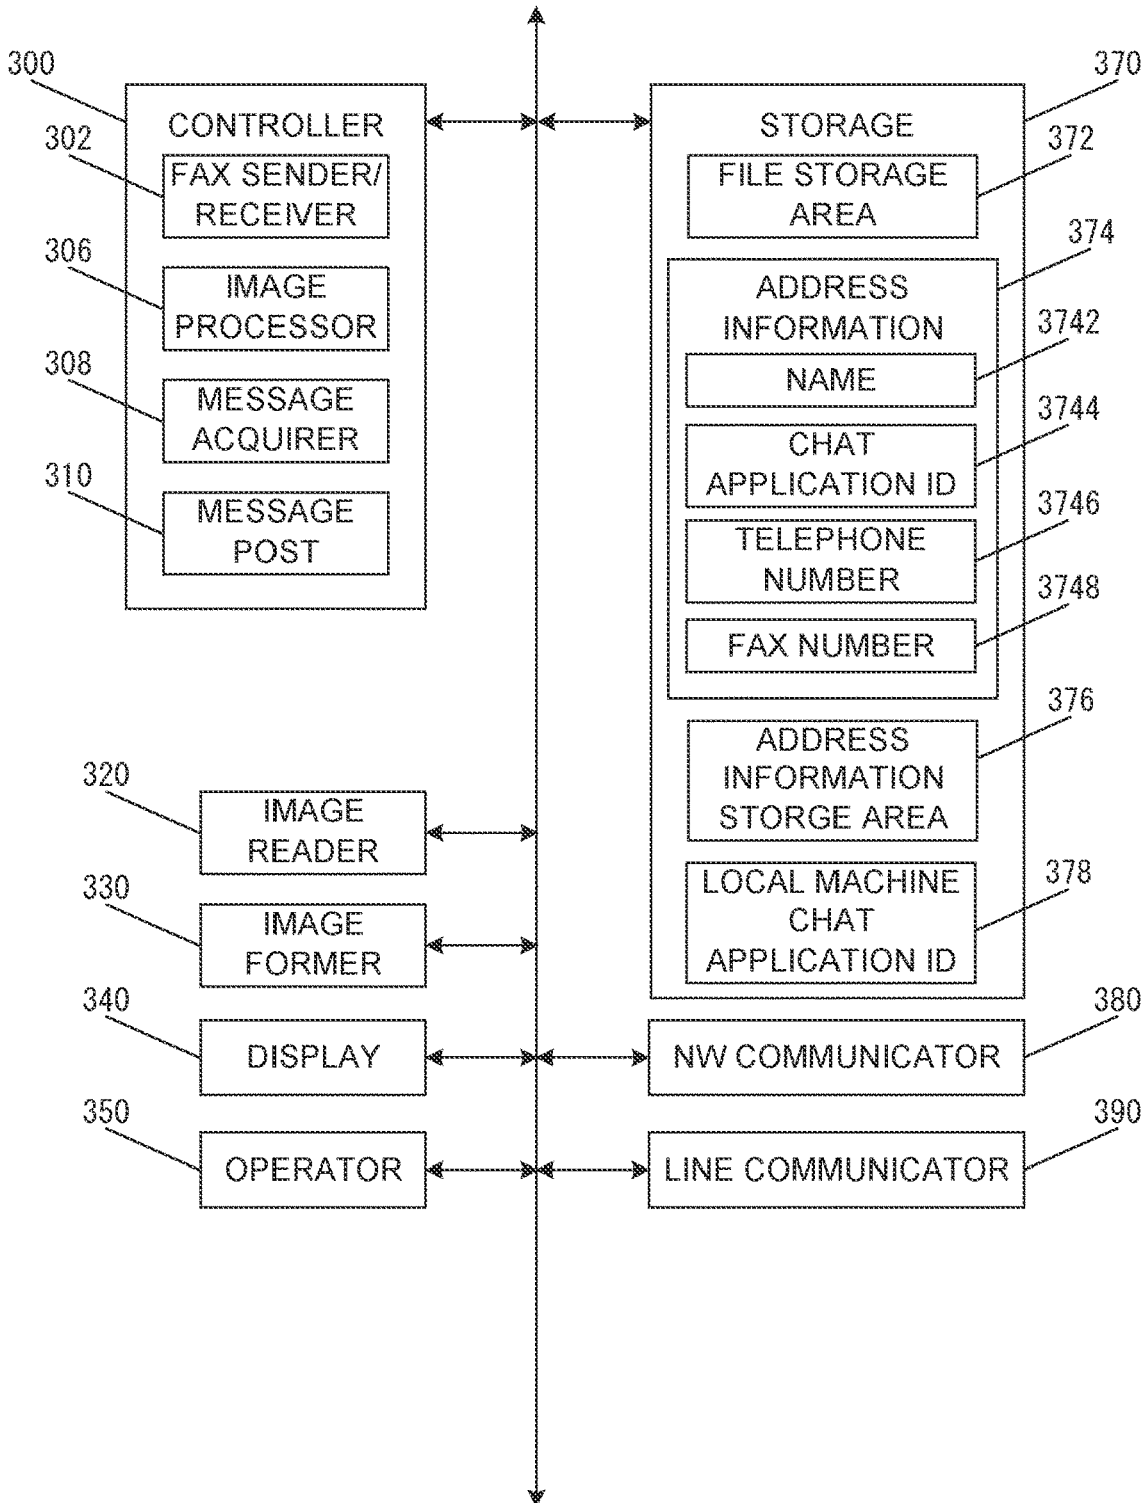 300
CONTROLLER
302
FAX SENDER/
RECEIVER
306
IMAGE
PROCESSOR
308
MESSAGE
ACQUIRER
310
MESSAGE
POST
320
IMAGE
READER
330
IMAGE
FORMER
340
DISPLAY
350
OPERATOR
370
STORAGE
372
FILE STORAGE
AREA
374
ADDRESS
INFORMATION
3742
NAME
3744
CHAT
APPLICATION ID
3746
TELEPHONE
NUMBER
3748
FAX NUMBER
376
ADDRESS
INFORMATION
STORGE AREA
378
LOCAL MACHINE
CHAT
APPLICATION ID
380
NW COMMUNICATOR
390
LINE COMMUNICATOR